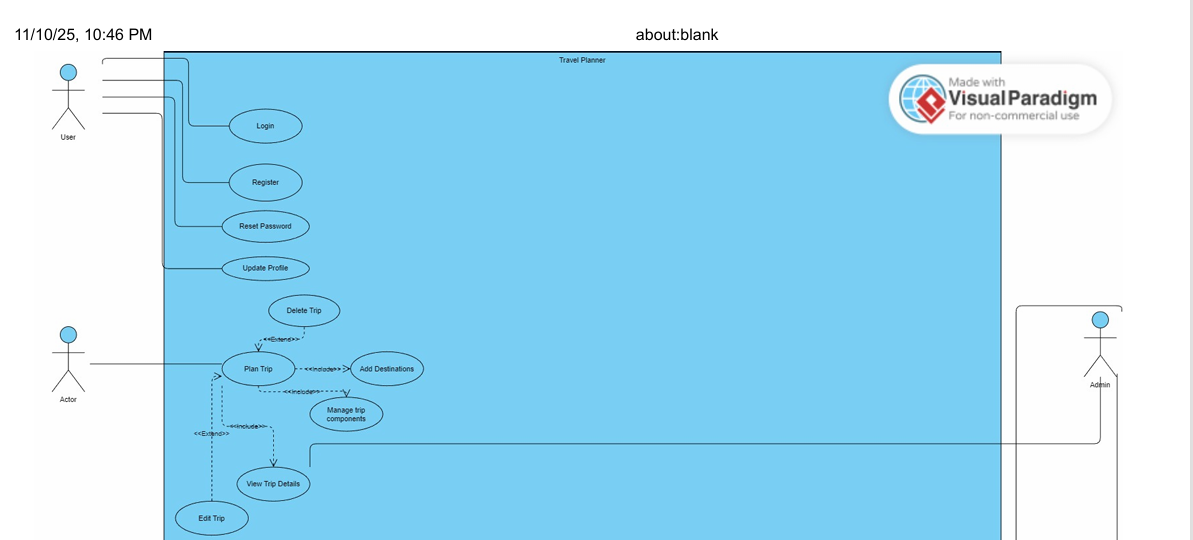 11/10/25, 10:46 PM
about:blank
Travel Planner
Made with
Visual Paradigm
For non-commercial use
User
Login
Register
Reset Password
Update Profile
Delete Trip
<<Extend>>
Actor
Plan Trip
<<Include>>
Add Destinations
<<Include>>
Manage trip
components
Admin
<<Include>>
<<Extend>>
View Trip Details
Edit Trip